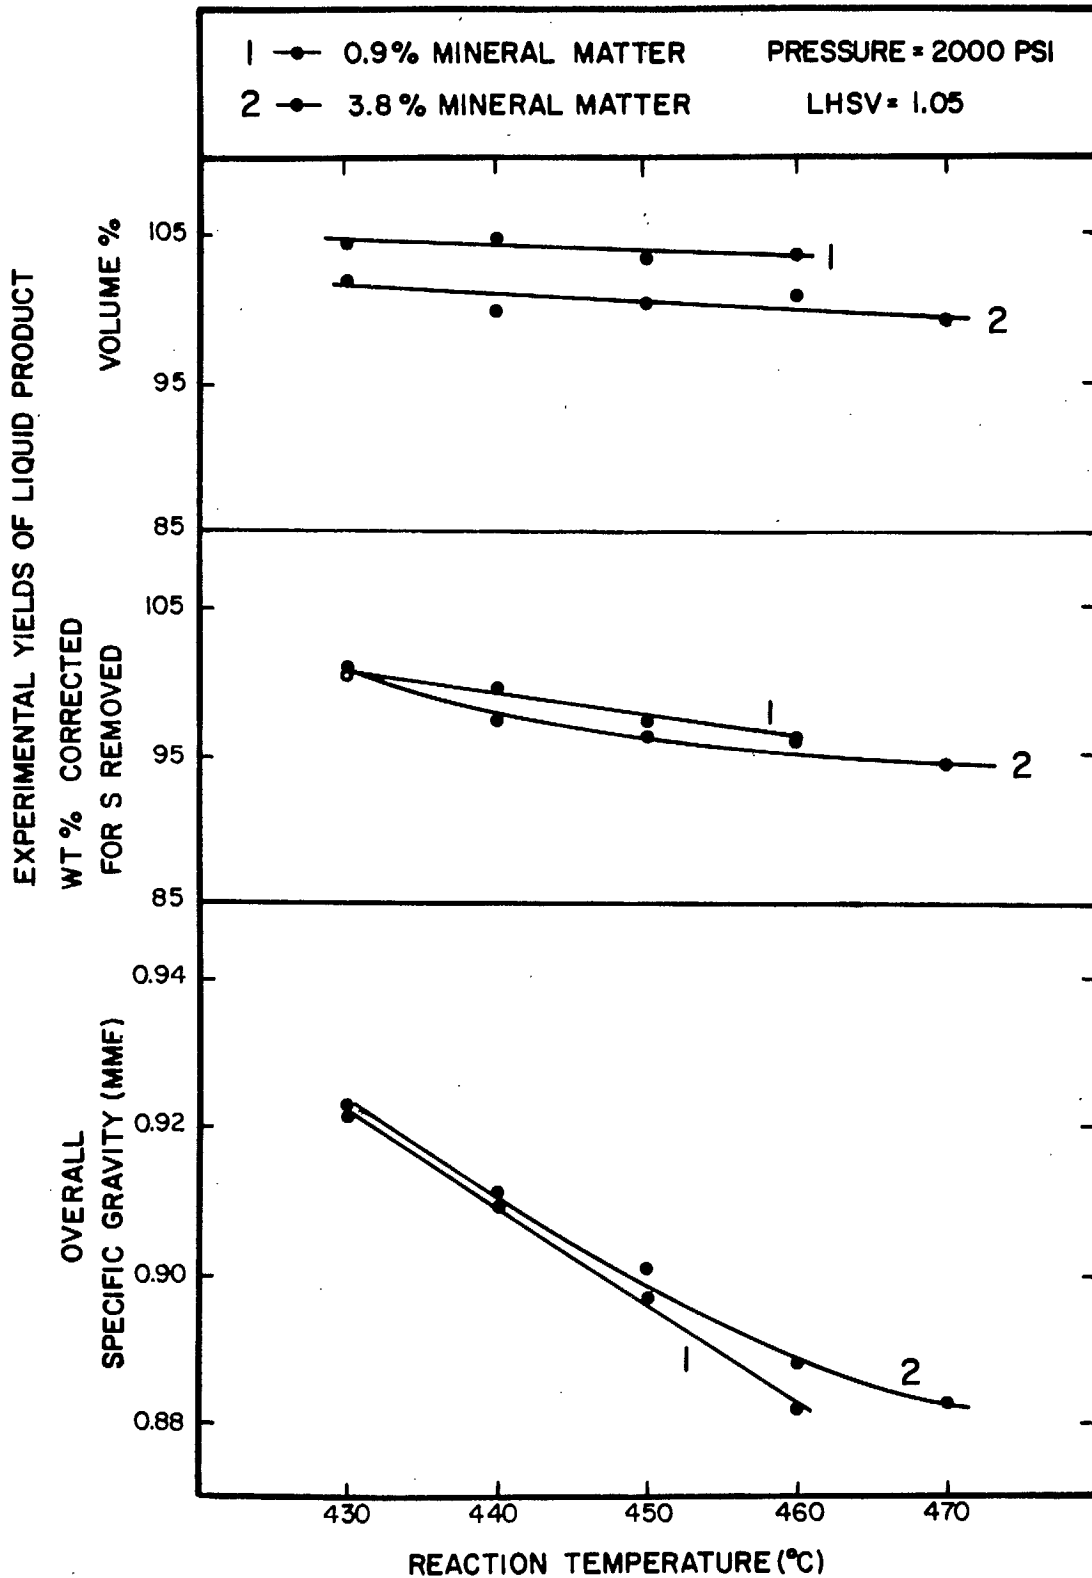 1 0.9% MINERAL MATTER PRESSURE = 2000 PSI
2 3.8% MINERAL MATTER LHSV = 1.05
EXPERIMENTAL YIELDS OF LIQUID PRODUCT
VOLUME %
105
95
85
1
2
WT % CORRECTED
FOR S REMOVED
105
95
85
1
2
OVERALL
SPECIFIC GRAVITY (MMF)
0.94
0.92
0.90
0.88
1
2
430 440 450 460 470
REACTION TEMPERATURE (°C)